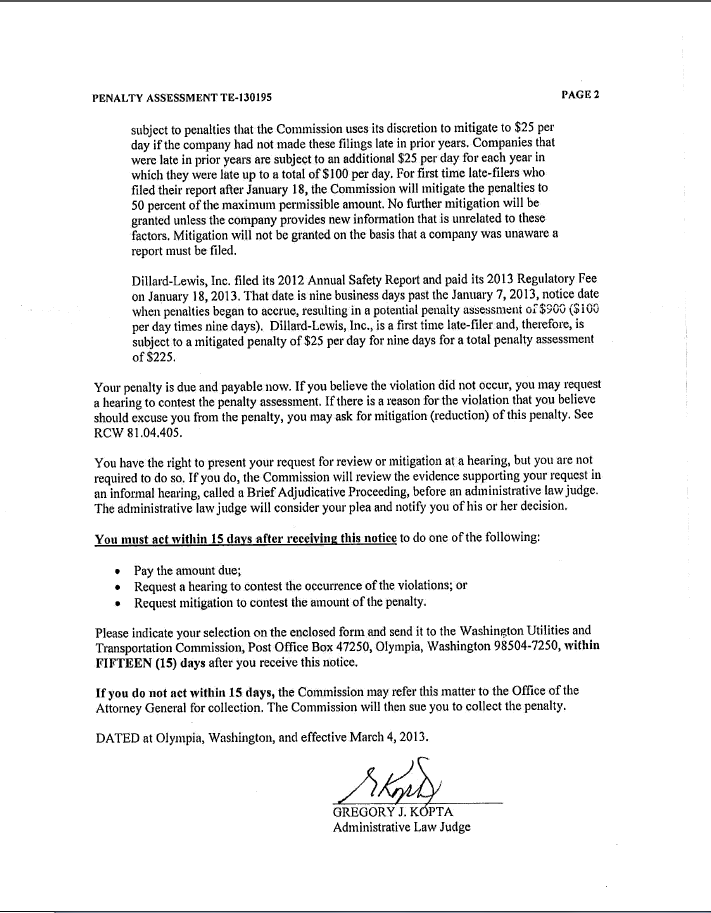 PENALTY ASSESSMENT TE-130195
PAGE 2
subject to penalties that the Commission uses its discretion to mitigate to $25 per
day if the company had not made these filings late in prior years. Companies that
were late in prior years are subject to an additional $25 per day for each year in
which they were late up to a total of $100 per day. For first time late-filers who
filed their report after January 18, the Commission will mitigate the penalties to
50 percent of the maximum permissible amount. No further mitigation will be
granted unless the company provides new information that is unrelated to these
factors. Mitigation will not be granted on the basis that a company was unaware a
report must be filed.
Dillard-Lewis, Inc. filed its 2012 Annual Safety Report and paid its 2013 Regulatory Fee
on January 18, 2013. That date is nine business days past the January 7, 2013, notice date
when penalties began to accrue, resulting in a potential penalty assessment of $900 ($100
per day times nine days). Dillard-Lewis, Inc., is a first time late-filer and, therefore, is
subject to a mitigated penalty of $25 per day for nine days for a total penalty assessment
of $225.
Your penalty is due and payable now. If you believe the violation did not occur, you may request
a hearing to contest the penalty assessment. If there is a reason for the violation that you believe
should excuse you from the penalty, you may ask for mitigation (reduction) of this penalty. See
RCW 81.04.405.
You have the right to present your request for review or mitigation at a hearing, but you are not
required to do so. If you do, the Commission will review the evidence supporting your request in
an informal hearing, called a Brief Adjudicative Proceeding, before an administrative law judge.
The administrative law judge will consider your plea and notify you of his or her decision.
You must act within 15 days after receiving this notice to do one of the following:
• Pay the amount due;
• Request a hearing to contest the occurrence of the violations; or
• Request mitigation to contest the amount of the penalty.
Please indicate your selection on the enclosed form and send it to the Washington Utilities and
Transportation Commission, Post Office Box 47250, Olympia, Washington 98504-7250, within
FIFTEEN (15) days after you receive this notice.
If you do not act within 15 days, the Commission may refer this matter to the Office of the
Attorney General for collection. The Commission will then sue you to collect the penalty.
DATED at Olympia, Washington, and effective March 4, 2013.
GREGORY J. KOPTA
Administrative Law Judge